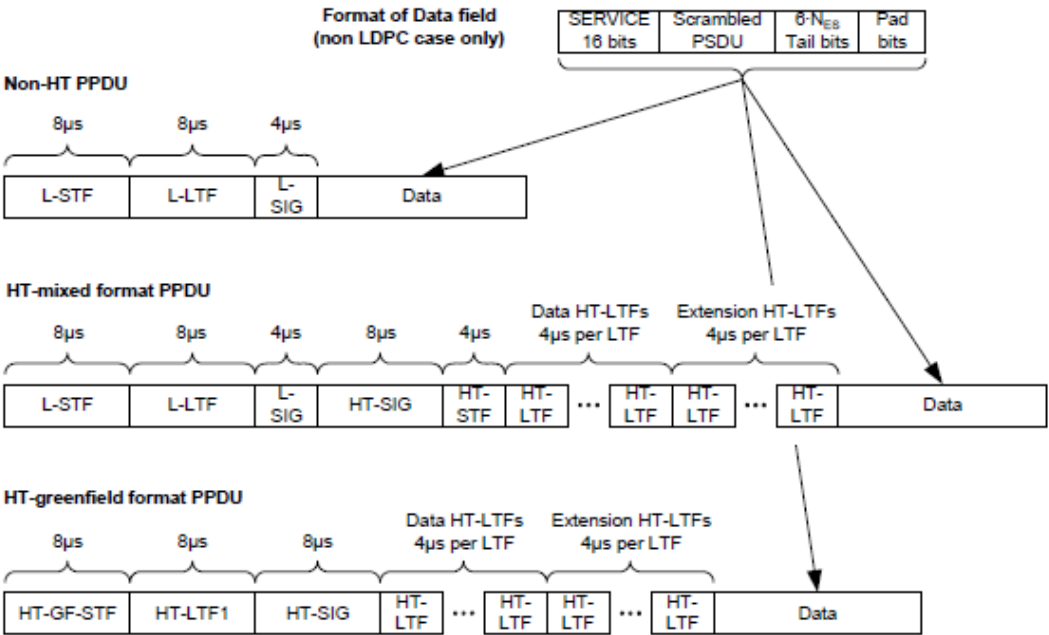 Format of Data field
(non LDPC case only)
SERVICE 16 bits
Scrambled PSDU
6·N_ES Tail bits
Pad bits
Non-HT PPDU
8µs 8µs 4µs
L-STF L-LTF L-SIG Data
HT-mixed format PPDU
Data HT-LTFs
4µs per LTF
Extension HT-LTFs
4µs per LTF
8µs 8µs 4µs 8µs 4µs
L-STF L-LTF L-SIG HT-SIG HT-STF HT-LTF ••• HT-LTF HT-LTF ••• HT-LTF Data
HT-greenfield format PPDU
Data HT-LTFs
4µs per LTF
Extension HT-LTFs
4µs per LTF
8µs 8µs 8µs
HT-GF-STF HT-LTF1 HT-SIG HT-LTF ••• HT-LTF HT-LTF ••• HT-LTF Data